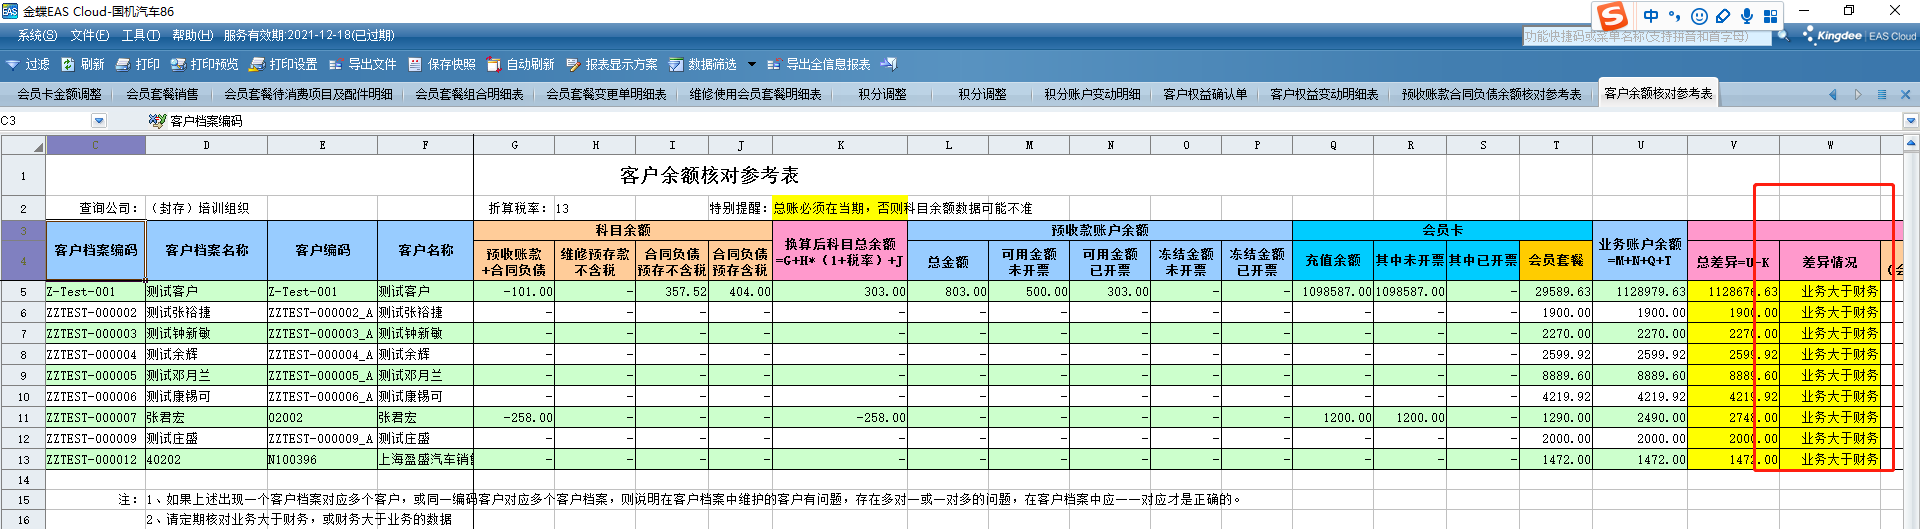 金蝶EAS Cloud-国机汽车86
中
系统(S) 文件(F) 工具(T) 帮助(H) 服务有效期:2021-12-18(已过期)
功能快捷码或菜单名称(支持拼音和首字母)
Kingdee EAS Cloud
过滤 刷新 打印 打印预览 打印设置 导出文件 保存快照 自动刷新 报表显示方案 数据筛选 导出全信息报表
会员卡金额调整 会员套餐销售 会员套餐待消费项目及配件明细 会员套餐组合明细表 会员套餐变更单明细表 维修使用会员套餐明细表 积分调整 积分调整 积分账户变动明细 客户权益确认单 客户权益变动明细表 预收账款合同负债余额核对参考表 客户余额核对参考表
C3 客户档案编码
C D E F G H I J K L M N O P Q R S T U V W
1 客户余额核对参考表
2 查询公司: (封存) 培训组织 折算税率: 13 特别提醒: 总账必须在当期,否则科目余额数据可能不准
3 客户档案编码 客户档案名称 客户编码 客户名称 科目余额 换算后科目总余额=G+H*(1+税率)+J 预收款账户余额 会员卡 业务账户余额=M+N+Q+T
4 预收账款+合同负债 维修预存款不含税 合同负债预存不含税 合同负债预存含税 总金额 可用金额未开票 可用金额已开票 冻结金额未开票 冻结金额已开票 充值余额 其中未开票 其中已开票 会员套餐 总差异=U-K 差异情况
5 Z-Test-001 测试客户 Z-Test-001 测试客户 -101.00 - 357.52 404.00 303.00 803.00 500.00 303.00 - - 1098587.00 1098587.00 - 29589.63 1128979.63 1128676.63 业务大于财务
6 ZZTEST-000002 测试张裕捷 ZZTEST-000002_A 测试张裕捷 - - - - - - - - - - - - - 1900.00 1900.00 1900.00 业务大于财务
7 ZZTEST-000003 测试钟新敏 ZZTEST-000003_A 测试钟新敏 - - - - - - - - - - - - - 2270.00 2270.00 2270.00 业务大于财务
8 ZZTEST-000004 测试余辉 ZZTEST-000004_A 测试余辉 - - - - - - - - - - - - - 2599.92 2599.92 2599.92 业务大于财务
9 ZZTEST-000005 测试邓月兰 ZZTEST-000005_A 测试邓月兰 - - - - - - - - - - - - - 8889.60 8889.60 8889.60 业务大于财务
10 ZZTEST-000006 测试康锡可 ZZTEST-000006_A 测试康锡可 - - - - - - - - - - - - - 4219.92 4219.92 4219.92 业务大于财务
11 ZZTEST-000007 张君宏 02002 张君宏 -258.00 - - - -258.00 - - - - - 1200.00 1200.00 - 1290.00 2490.00 2748.00 业务大于财务
12 ZZTEST-000009 测试庄盛 ZZTEST-000009_A 测试庄盛 - - - - - - - - - - - - - 2000.00 2000.00 2000.00 业务大于财务
13 ZZTEST-000012 40202 N100396 上海盈盛汽车销 - - - - - - - - - - - - - 1472.00 1472.00 1472.00 业务大于财务
14
15 注: 1、如果上述出现一个客户档案对应多个客户,或同一编码客户对应多个客户档案,则说明在客户档案中维护的客户有问题,存在多对一或一对多的问题,在客户档案中应一一对应才是正确的。
16 2、请定期核对业务大于财务,或财务大于业务的数据